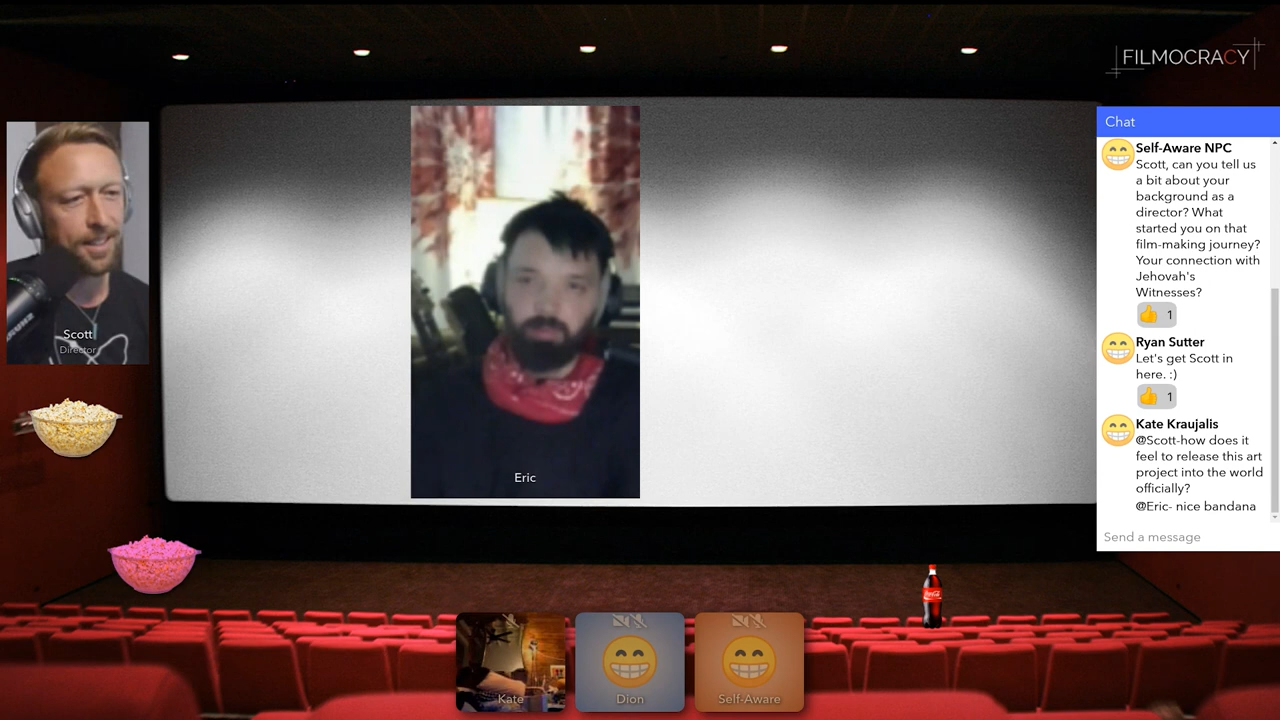 FILMOCRACY
Chat
Self-Aware NPC
Scott, can you tell us
a bit about your
background as a
director? What
started you on that
film-making journey?
Your connection with
Jehovah's
Witnesses?
👍 1
Ryan Sutter
Let's get Scott in
here. :)
👍 1
Kate Kraujalis
@Scott-how does it
feel to release this art
project into the world
officially?
@Eric- nice bandana
Send a message
Scott
Director
Eric
Coca-Cola
Kate
Dion
Self-Aware